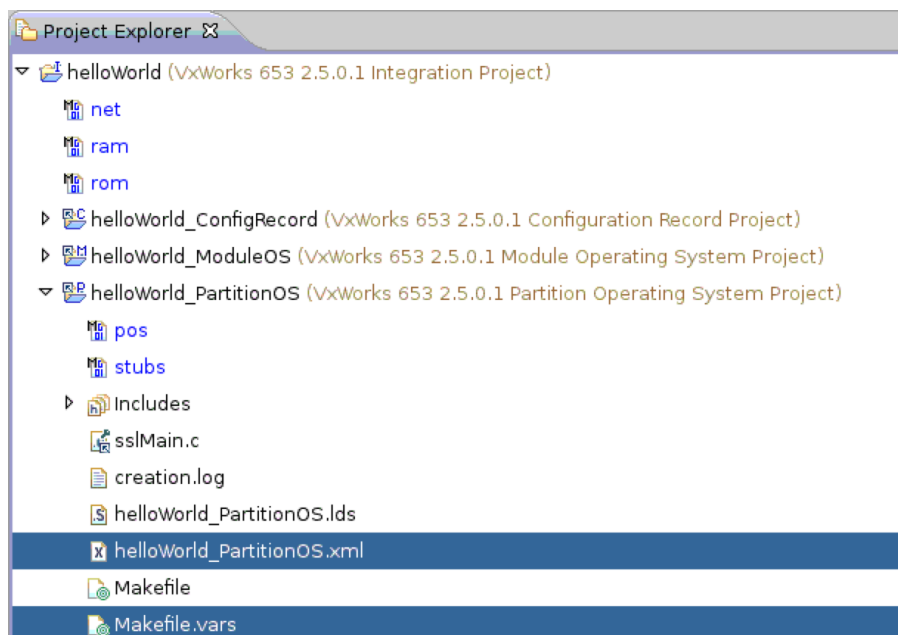 Project Explorer
helloWorld (VxWorks 653 2.5.0.1 Integration Project)
net
ram
rom
helloWorld_ConfigRecord (VxWorks 653 2.5.0.1 Configuration Record Project)
helloWorld_ModuleOS (VxWorks 653 2.5.0.1 Module Operating System Project)
helloWorld_PartitionOS (VxWorks 653 2.5.0.1 Partition Operating System Project)
pos
stubs
Includes
sslMain.c
creation.log
helloWorld_PartitionOS.lds
helloWorld_PartitionOS.xml
Makefile
Makefile.vars